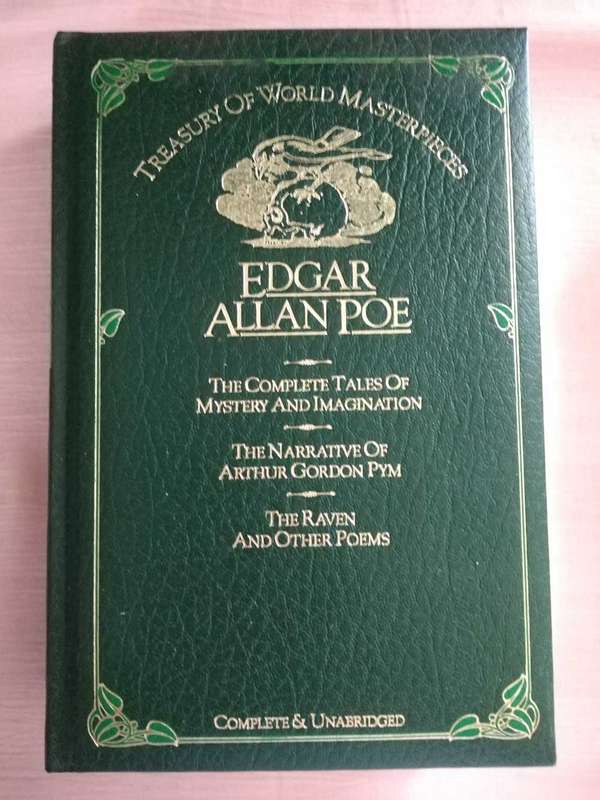 TREASURY OF WORLD MASTERPIECES
EDGAR
ALLAN POE
THE COMPLETE TALES OF
MYSTERY AND IMAGINATION
THE NARRATIVE OF
ARTHUR GORDON PYM
THE RAVEN
AND OTHER POEMS
COMPLETE & UNABRIDGED